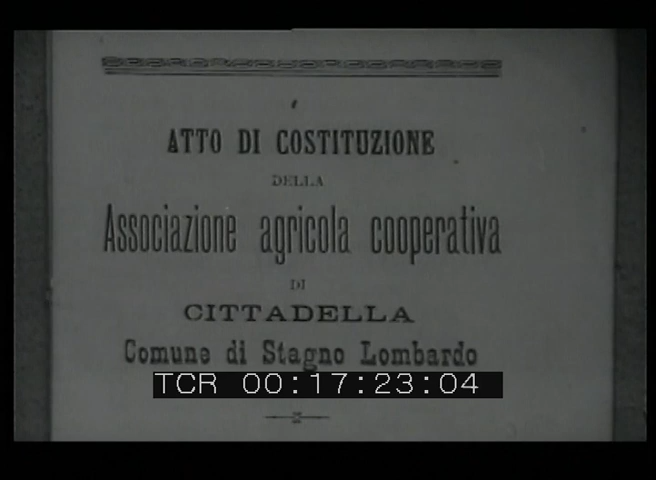 ATTO DI COSTITUZIONE
DELLA
Associazione agricola cooperativa
DI
CITTADELLA
Comune di Stagno Lombardo
TCR 00:17:23:04